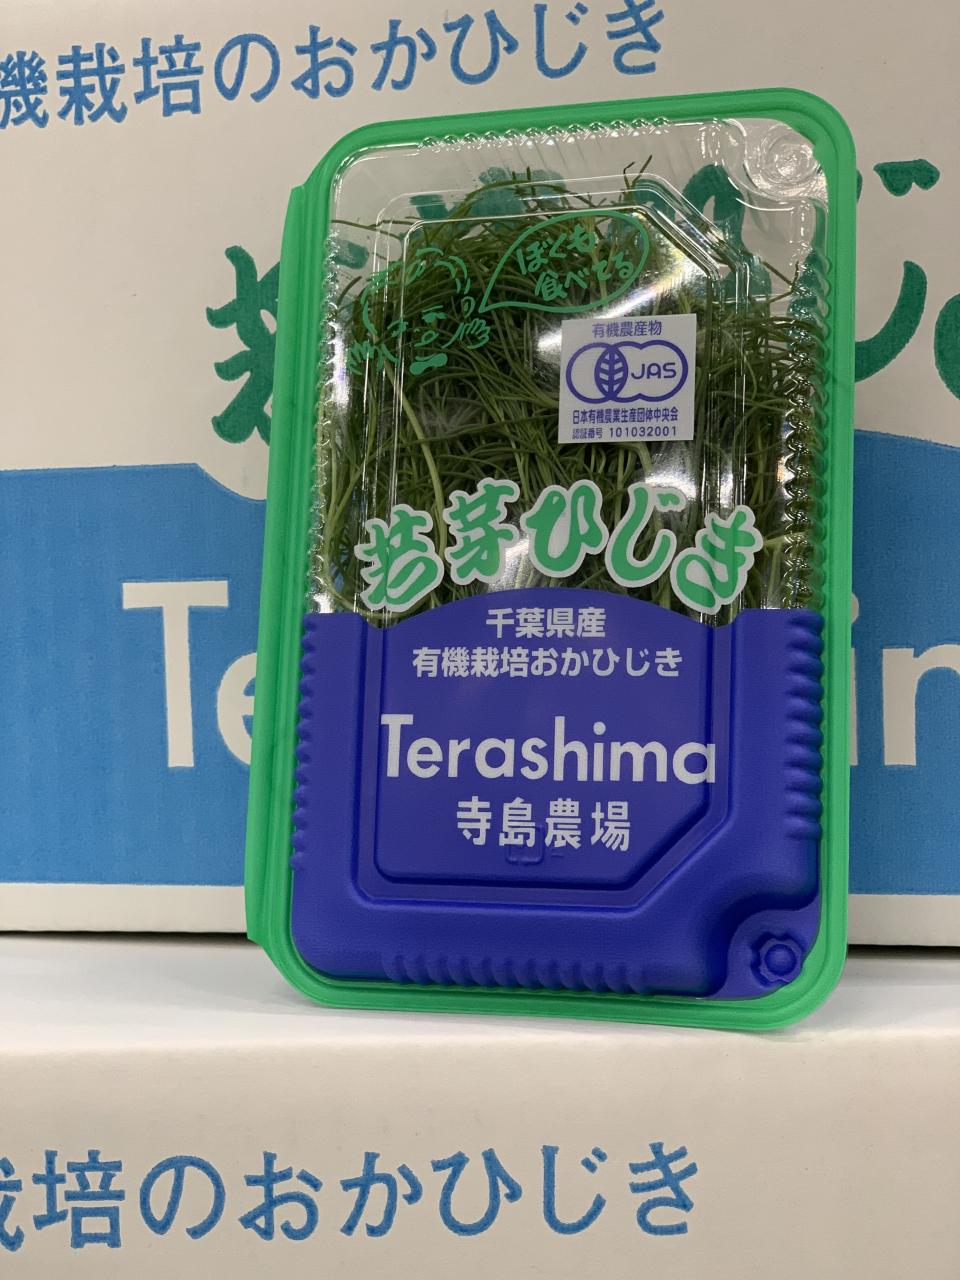 機栽培のおかひじき
ぼくも
食べてる
有機農産物
JAS
日本有機農業生産団体中央会
認証番号 101032001
若芽ひじき
千葉県産
有機栽培おかひじき
Terashima
寺島農場
栽培のおかひじき